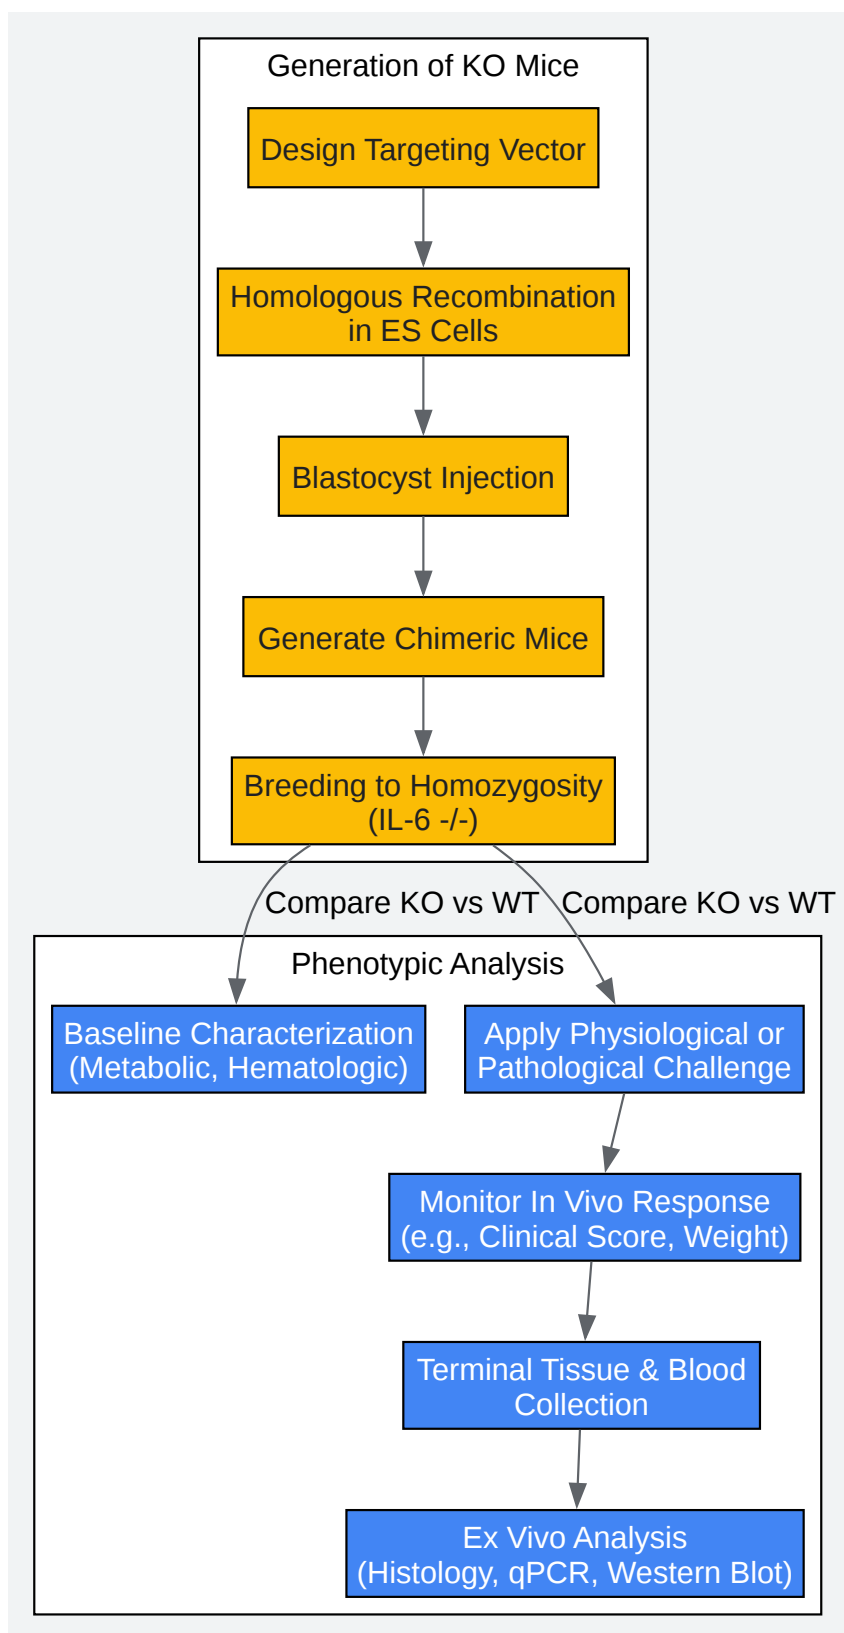 Generation of KO Mice
Design Targeting Vector
Homologous Recombination
in ES Cells
Blastocyst Injection
Generate Chimeric Mice
Breeding to Homozygosity
(IL-6 -/-)
Compare KO vs WT
Compare KO vs WT
Phenotypic Analysis
Baseline Characterization
(Metabolic, Hematologic)
Apply Physiological or
Pathological Challenge
Monitor In Vivo Response
(e.g., Clinical Score, Weight)
Terminal Tissue & Blood
Collection
Ex Vivo Analysis
(Histology, qPCR, Western Blot)